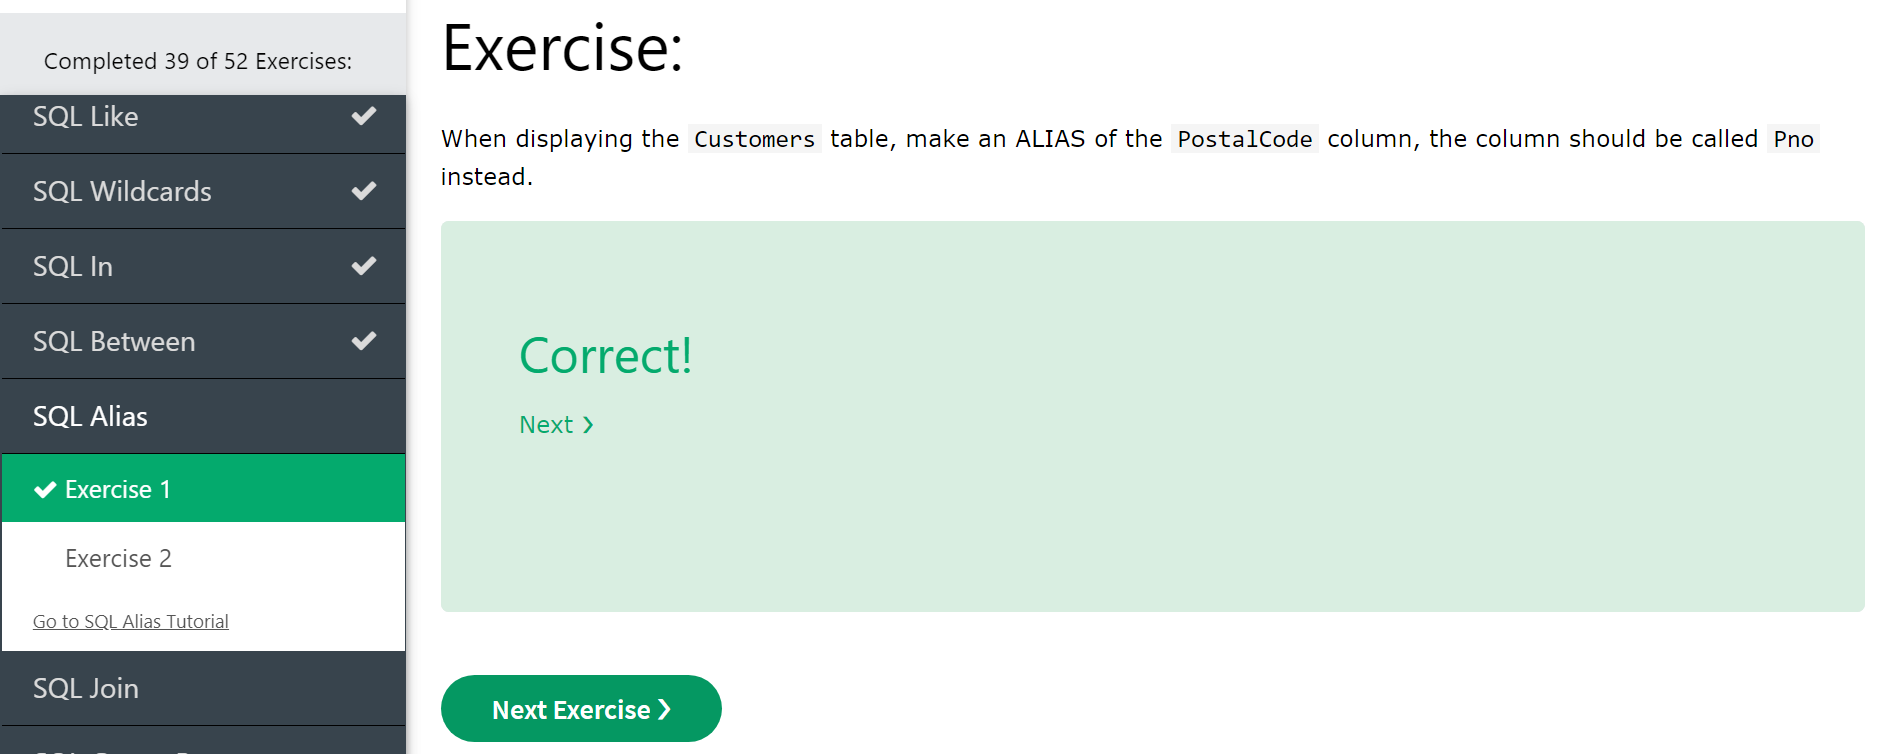 Completed 39 of 52 Exercises:
SQL Like
SQL Wildcards
SQL In
SQL Between
SQL Alias
Exercise 1
Exercise 2
Go to SQL Alias Tutorial
SQL Join
Exercise:
When displaying the Customers table, make an ALIAS of the PostalCode column, the column should be called Pno
instead.
Correct!
Next ❯
Next Exercise ❯